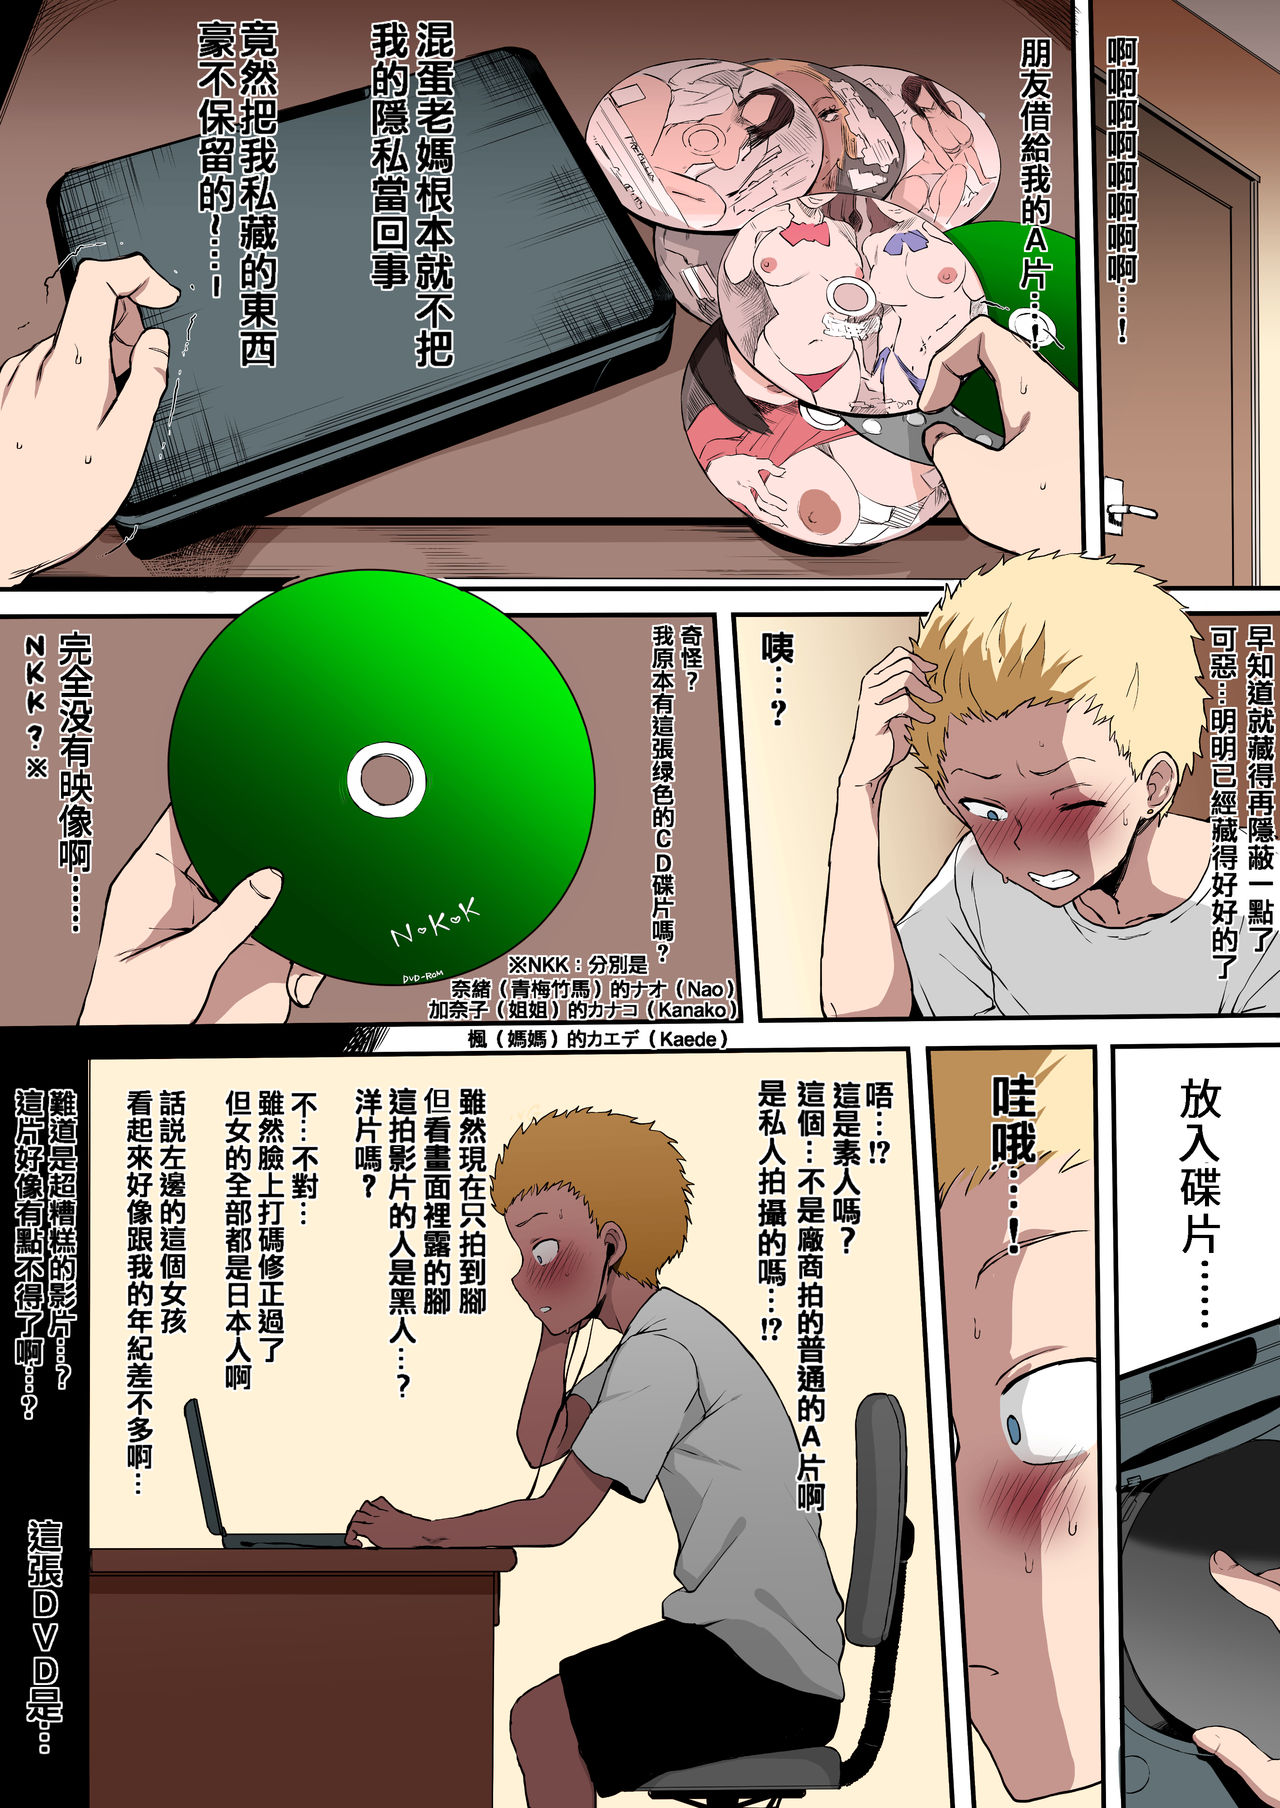 啊啊啊啊啊啊啊啊…!
朋友借給我的A片…!
混蛋老媽根本就不把
我的隱私當回事
竟然把我私藏的東西
豪不保留的~…!
早知道就藏得再隱蔽一點了
可惡…明明已經藏得好好的了
咦…?
奇怪?
我原本有這張绿色的CD碟片嗎?
N♥K♥K
DVD-ROM
完全没有映像啊……
NKK?※
※NKK:分別是
奈緒(青梅竹馬)的ナオ(Nao)
加奈子(姐姐)的カナコ(Kanako)
楓(媽媽)的カエデ(Kaede)
放入碟片……
哇哦…!
唔…!?
這是素人嗎?
這個…不是廠商拍的普通的A片啊
是私人拍攝的嗎…!?
雖然現在只拍到腳
但看畫面裡露的腳
這拍影片的人是黑人…?
洋片嗎?
不…不對…
雖然臉上打碼修正過了
但女的全部都是日本人啊
話説左邊的這個女孩
看起來好像跟我的年紀差不多啊…
難道是超糟糕的影片…?
這片好像有點不得了啊…?
這張DVD是…